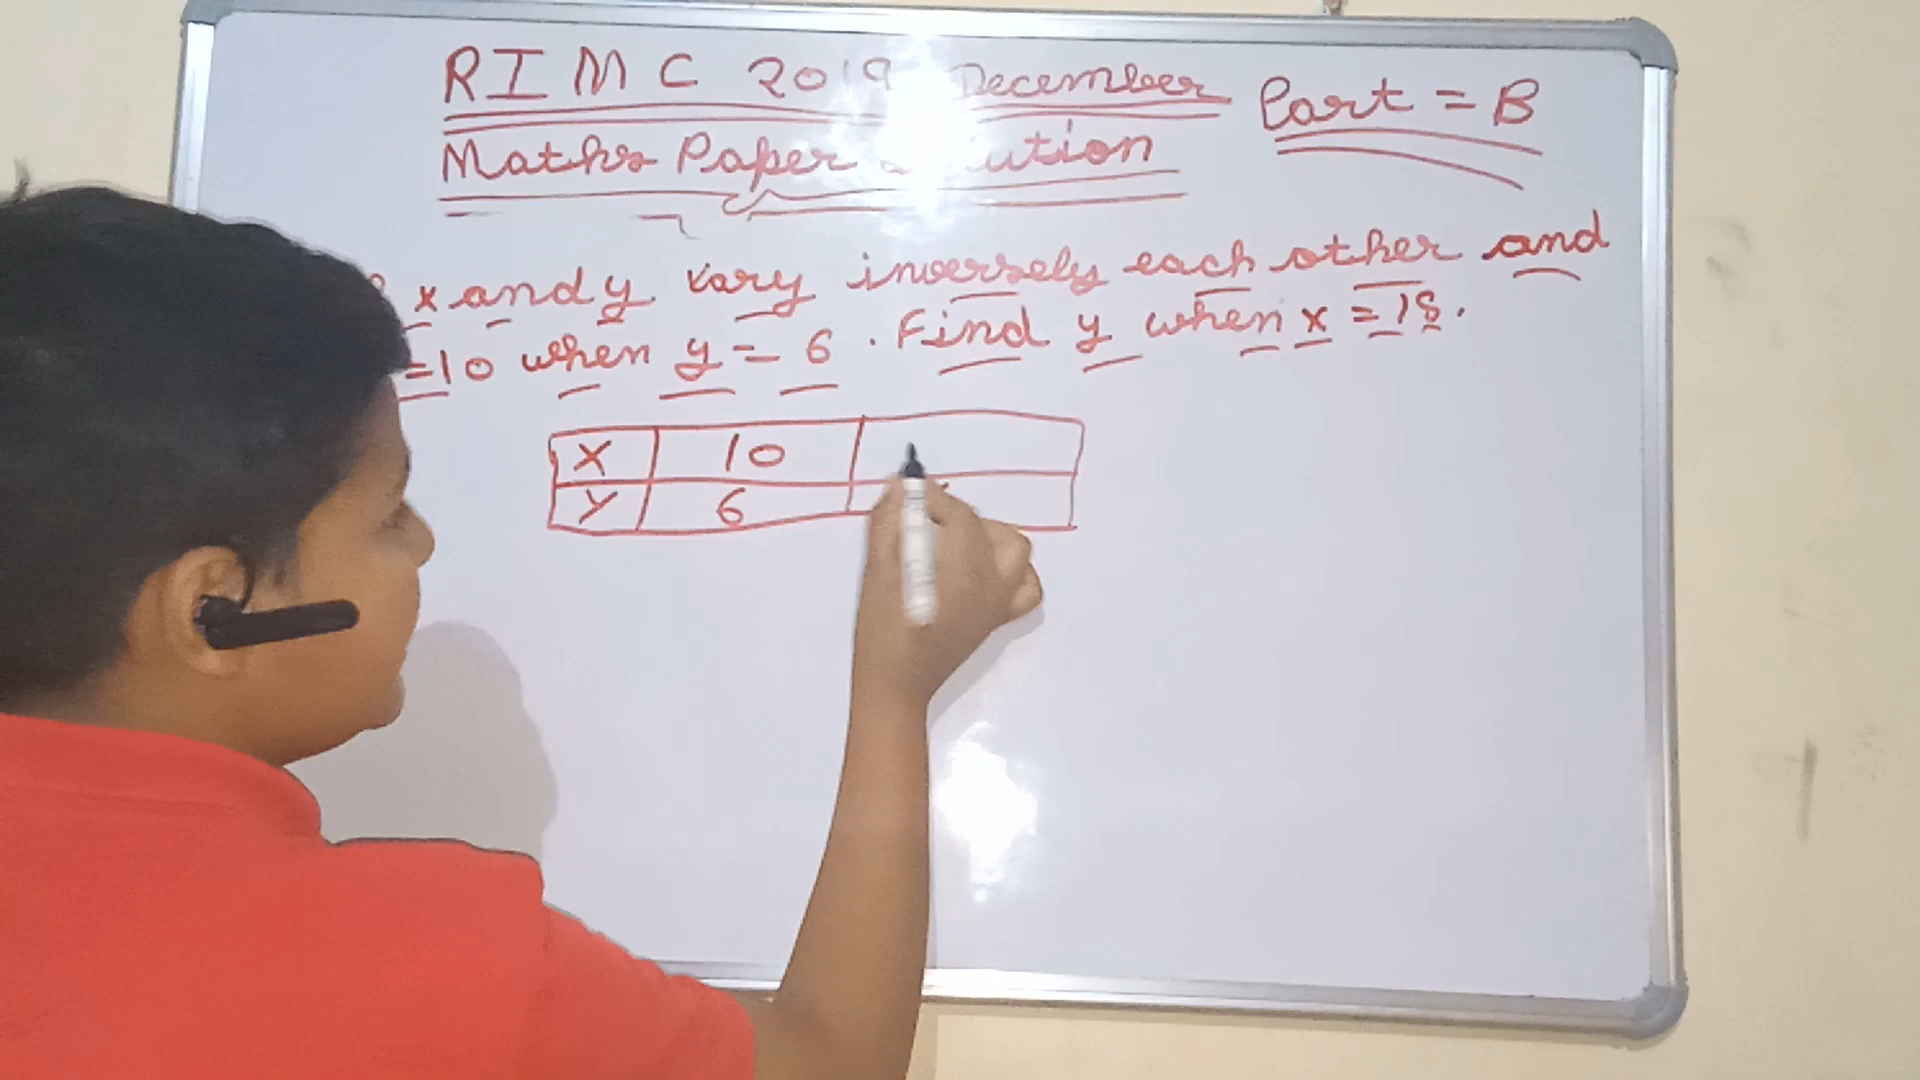 RIMC 2019 December
Part = B
Maths Paper
x and y vary inversely each other and
=10 when y = 6. Find y when x =
x 10
y 6